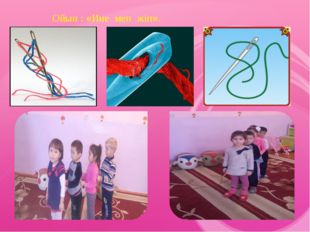 Ойын : «Ине мен жіп».